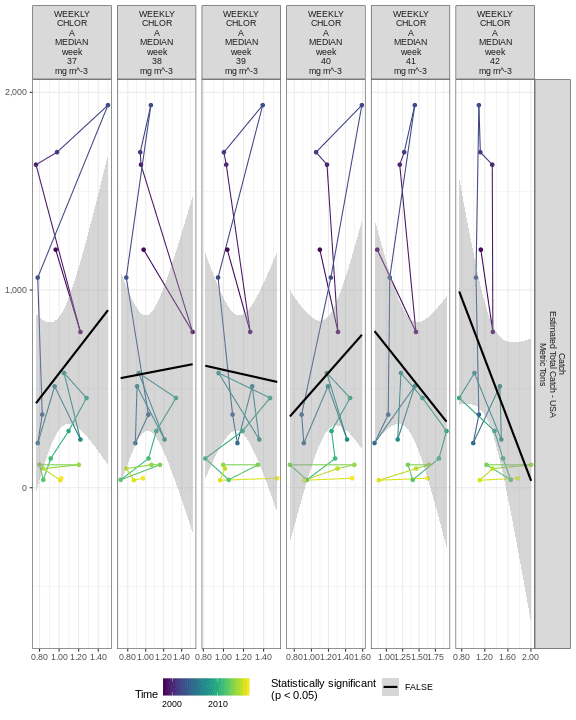 WEEKLY
CHLOR
A
MEDIAN
week
37
mg m^-3
WEEKLY
CHLOR
A
MEDIAN
week
38
mg m^-3
WEEKLY
CHLOR
A
MEDIAN
week
39
mg m^-3
WEEKLY
CHLOR
A
MEDIAN
week
40
mg m^-3
WEEKLY
CHLOR
A
MEDIAN
week
41
mg m^-3
WEEKLY
CHLOR
A
MEDIAN
week
42
mg m^-3
2,000
1,000
0
Catch
Estimated Total Catch - USA
Metric Tons
0.80 1.00 1.20 1.40
0.80 1.00 1.20 1.40
0.80 1.00 1.20 1.40
0.80 1.00 1.20 1.40 1.60
1.00 1.25 1.50 1.75
0.80 1.20 1.60 2.00
Time
2000 2010
Statistically significant
(p < 0.05)
FALSE